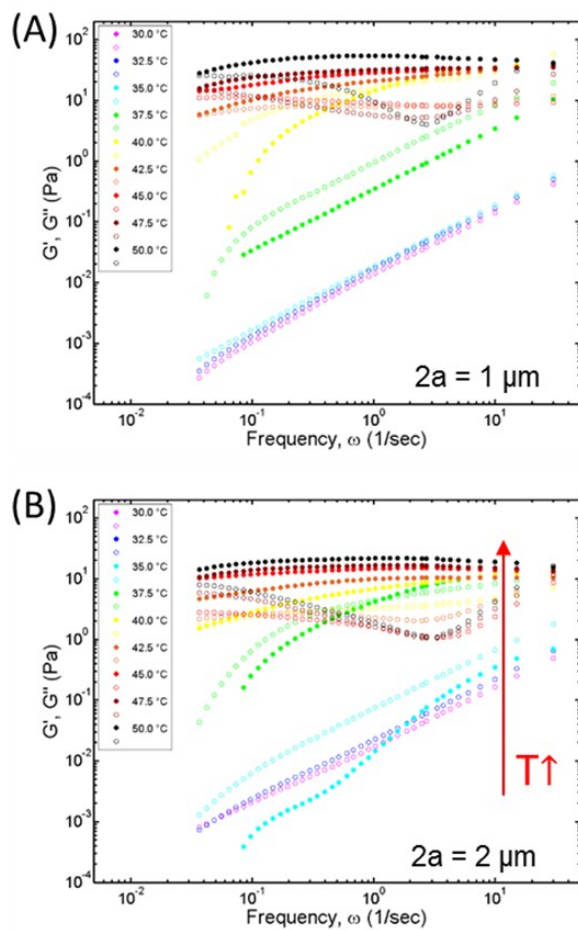 (A)
10²
10¹
10⁰
10⁻¹
10⁻²
10⁻³
10⁻⁴
G', G'' (Pa)
30.0 °C
32.5 °C
35.0 °C
37.5 °C
40.0 °C
42.5 °C
45.0 °C
47.5 °C
50.0 °C
2a = 1 µm
10⁻² 10⁻¹ 10⁰ 10¹
Frequency, ω (1/sec)
(B)
10²
10¹
10⁰
10⁻¹
10⁻²
10⁻³
10⁻⁴
G', G'' (Pa)
30.0 °C
32.5 °C
35.0 °C
37.5 °C
40.0 °C
42.5 °C
45.0 °C
47.5 °C
50.0 °C
T↑
2a = 2 µm
10⁻² 10⁻¹ 10⁰ 10¹
Frequency, ω (1/sec)